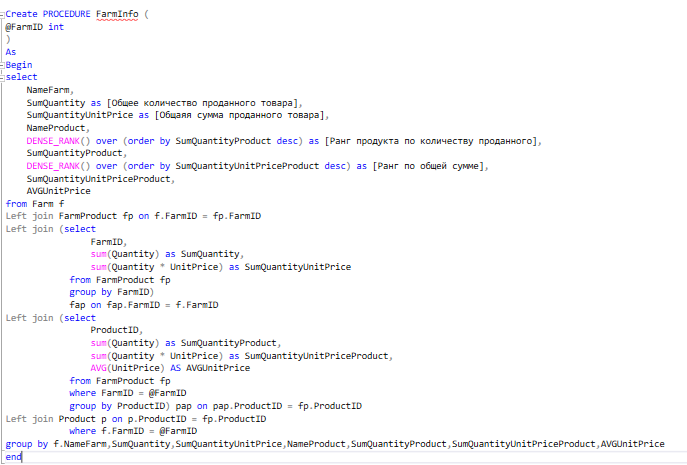 Create PROCEDURE FarmInfo (
@FarmID int
)
As
Begin
select
NameFarm,
SumQuantity as [Общее количество проданного товара],
SumQuantityUnitPrice as [Общаяя сумма проданного товара],
NameProduct,
DENSE_RANK() over (order by SumQuantityProduct desc) as [Ранг продукта по количеству проданного],
SumQuantityProduct,
DENSE_RANK() over (order by SumQuantityUnitPriceProduct desc) as [Ранг по общей сумме],
SumQuantityUnitPriceProduct,
AVGUnitPrice
from Farm f
Left join FarmProduct fp on f.FarmID = fp.FarmID
Left join (select
FarmID,
sum(Quantity) as SumQuantity,
sum(Quantity * UnitPrice) as SumQuantityUnitPrice
from FarmProduct fp
group by FarmID)
fap on fap.FarmID = f.FarmID
Left join (select
ProductID,
sum(Quantity) as SumQuantityProduct,
sum(Quantity * UnitPrice) as SumQuantityUnitPriceProduct,
AVG(UnitPrice) AS AVGUnitPrice
from FarmProduct fp
where FarmID = @FarmID
group by ProductID) pap on pap.ProductID = fp.ProductID
Left join Product p on p.ProductID = fp.ProductID
where f.FarmID = @FarmID
group by f.NameFarm,SumQuantity,SumQuantityUnitPrice,NameProduct,SumQuantityProduct,SumQuantityUnitPriceProduct,AVGUnitPrice
end